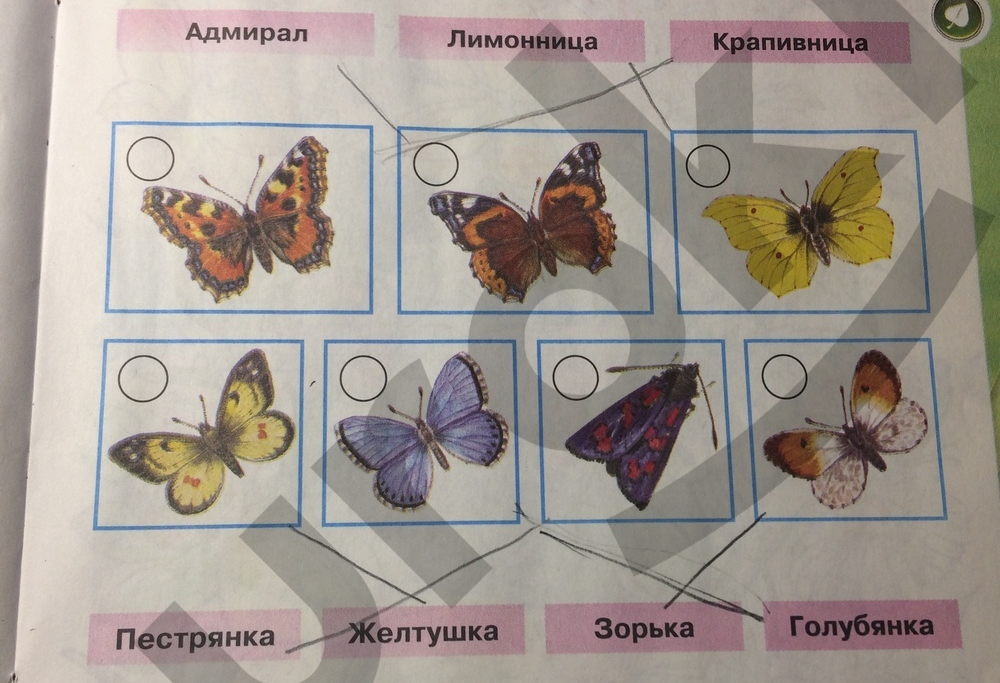 Адмирал
Лимонница
Крапивница
Пестрянка
Желтушка
Зорька
Голубянка